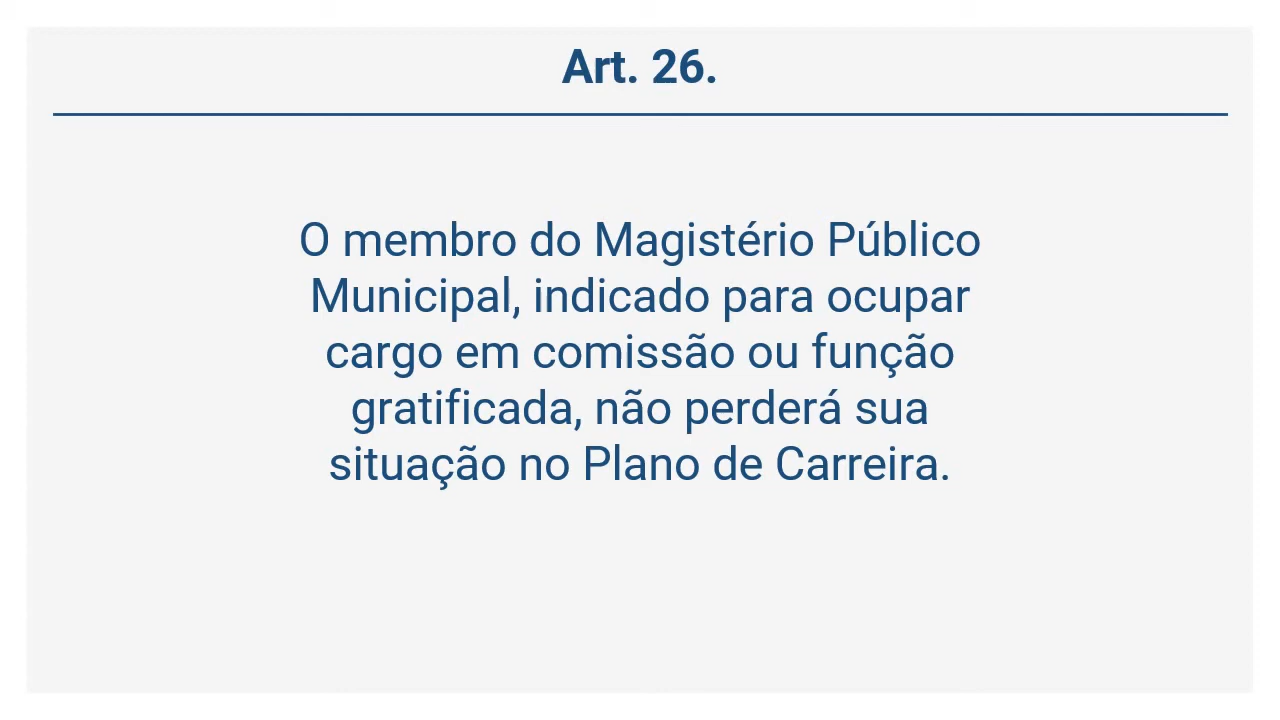 Art. 26.
O membro do Magistério Público
Municipal, indicado para ocupar
cargo em comissão ou função
gratificada, não perderá sua
situação no Plano de Carreira.